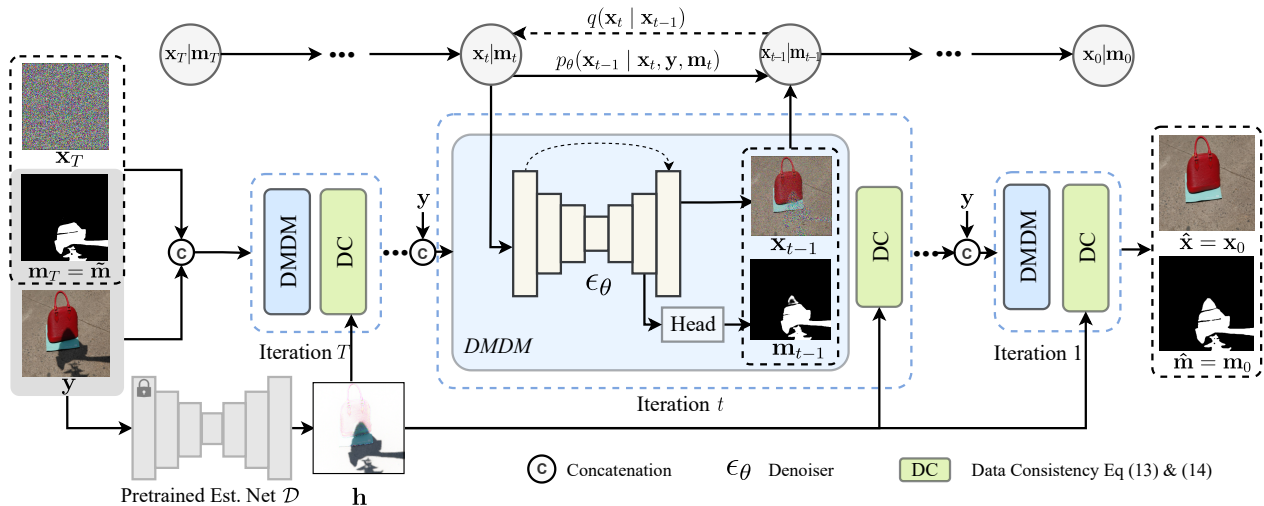 q(x_t | x_{t-1})
x_T|m_T
•••
x_t|m_t
x_{t-1}|m_{t-1}
•••
x_0|m_0
p_θ(x_{t-1} | x_t, y, m_t)
x_T
m_T = m̃
y
C
DMDM
DC
Iteration T
y
C
ϵ_θ
Head
DMDM
x_{t-1}
m_{t-1}
Iteration t
DC
y
C
DMDM
DC
Iteration 1
x̂ = x_0
m̂ = m_0
Pretrained Est. Net D
h
C Concatenation
ϵ_θ Denoiser
DC Data Consistency Eq (13) & (14)